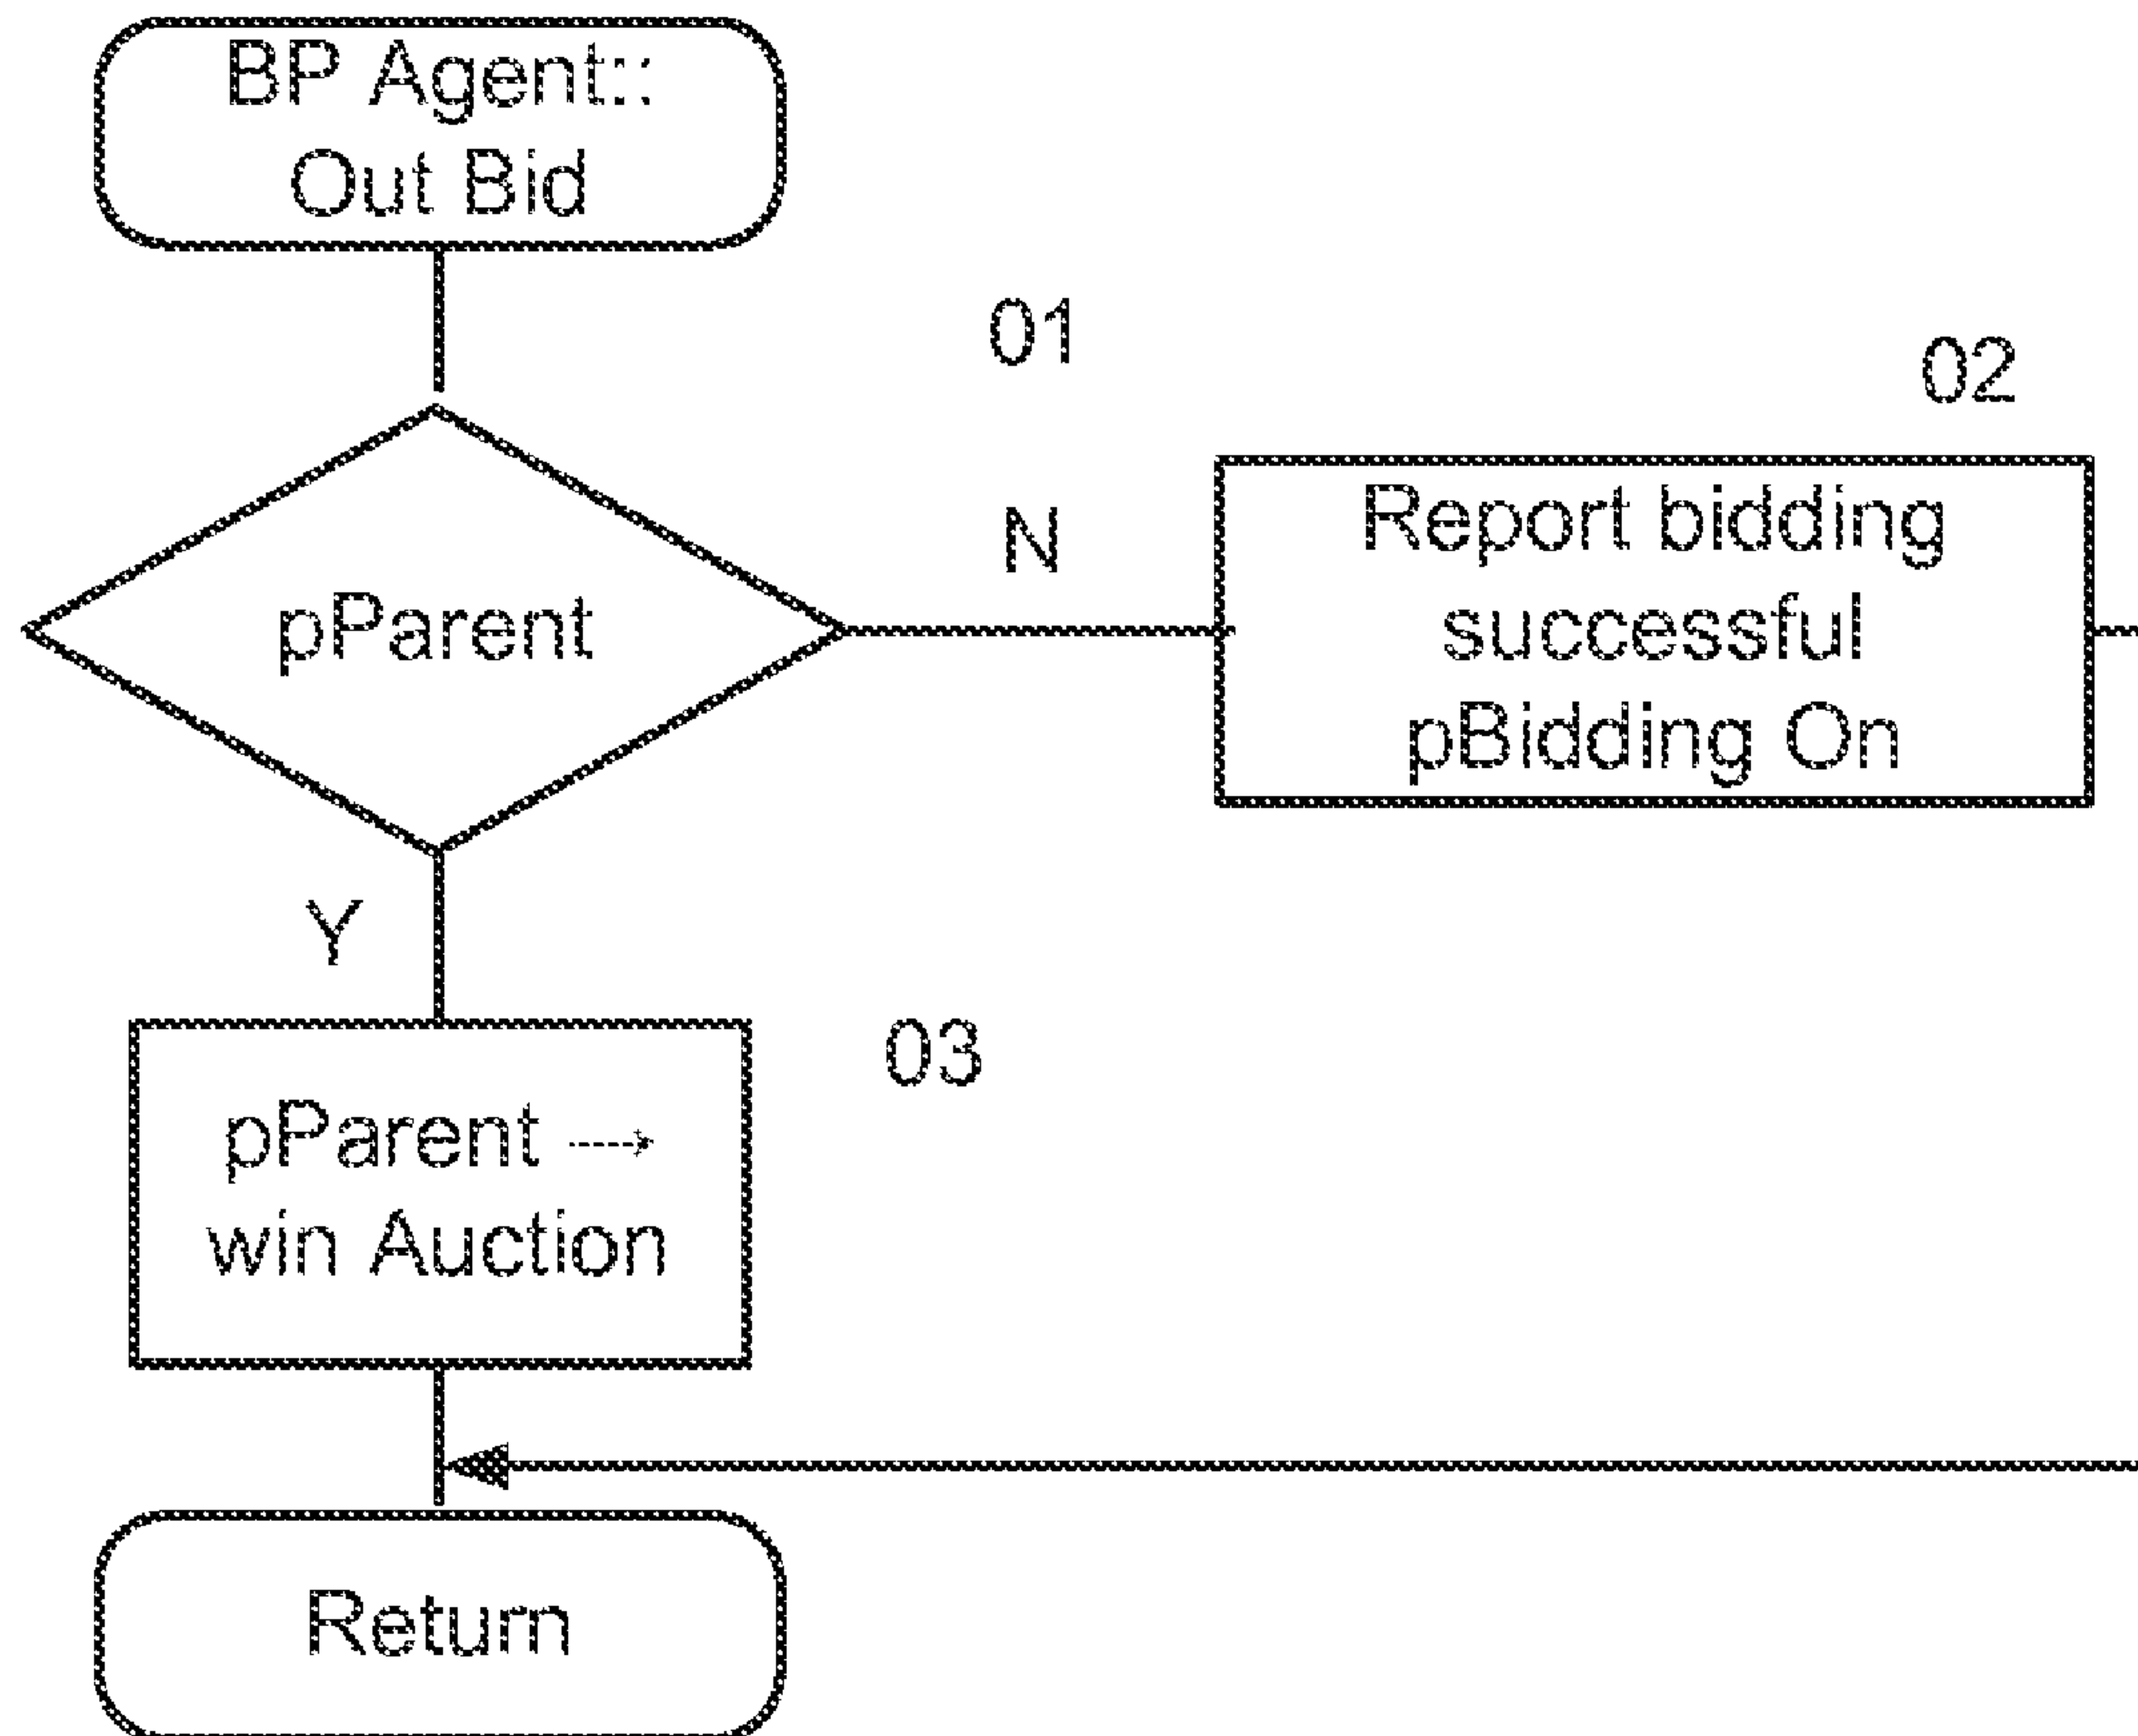 BP Agent::
Out Bid
01
02
pParent
N
Report bidding
successful
pBidding On
Y
03
pParent →
win Auction
Return